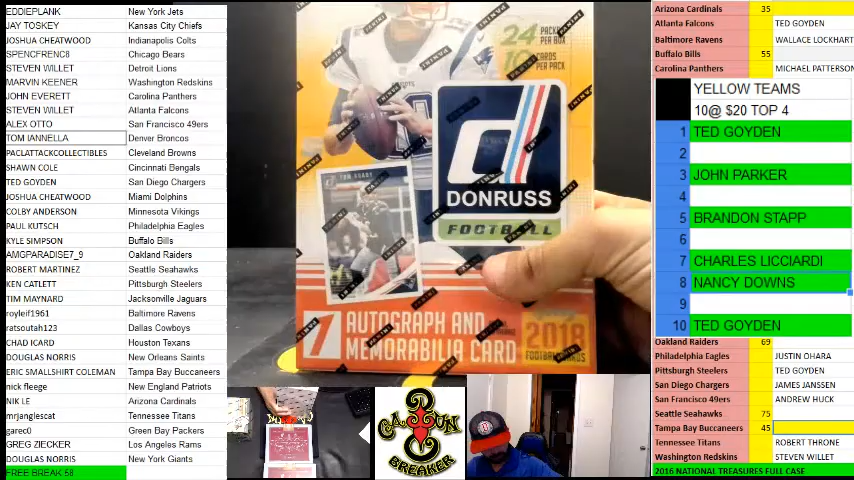 EDDIEPLANK New York Jets
JAY TOSKEY Kansas City Chiefs
JOSHUA CHEATWOOD Indianapolis Colts
SPENCFRENC8 Chicago Bears
STEVEN WILLET Detroit Lions
MARVIN KEENER Washington Redskins
JOHN EVERETT Carolina Panthers
STEVEN WILLET Atlanta Falcons
ALEX OTTO San Francisco 49ers
TOM IANNELLA Denver Broncos
PACLATTACKCOLLECTIBLES Cleveland Browns
SHAWN COLE Cincinnati Bengals
TED GOYDEN San Diego Chargers
JOSHUA CHEATWOOD Miami Dolphins
COLBY ANDERSON Minnesota Vikings
PAUL KUTSCH Philadelphia Eagles
KYLE SIMPSON Buffalo Bills
AMGPARADISE7_9 Oakland Raiders
ROBERT MARTINEZ Seattle Seahawks
KEN CATLETT Pittsburgh Steelers
TIM MAYNARD Jacksonville Jaguars
royleif1961 Baltimore Ravens
ratsoutah123 Dallas Cowboys
CHAD ICARD Houston Texans
DOUGLAS NORRIS New Orleans Saints
ERIC SMALLSHIRT COLEMAN Tampa Bay Buccaneers
nick fleege New England Patriots
NIK LE Arizona Cardinals
mrjanglescat Tennessee Titans
garec0 Green Bay Packers
GREG ZIECKER Los Angeles Rams
DOUGLAS NORRIS New York Giants
FREE BREAK 58
24 PACKS
PER BOX
CARDS
PER PACK
DONRUSS
FOOTBALL
TOM BRADY
1 AUTOGRAPH AND
MEMORABILIA CARD
2018
FOOTBALL CARDS
CAJUN
BREAKER
Arizona Cardinals 35
Atlanta Falcons TED GOYDEN
Baltimore Ravens WALLACE LOCKHART
Buffalo Bills 55
Carolina Panthers MICHAEL PATTERSON
YELLOW TEAMS
10@ $20 TOP 4
1 TED GOYDEN
2
3 JOHN PARKER
4
5 BRANDON STAPP
6
7 CHARLES LICCIARDI
8 NANCY DOWNS
9
10 TED GOYDEN
Oakland Raiders 69
Philadelphia Eagles JUSTIN OHARA
Pittsburgh Steelers TED GOYDEN
San Diego Chargers JAMES JANSSEN
San Francisco 49ers ANDREW HUCK
Seattle Seahawks 75
Tampa Bay Buccaneers 45
Tennessee Titans ROBERT THRONE
Washington Redskins STEVEN WILLET
2016 NATIONAL TREASURES FULL CASE